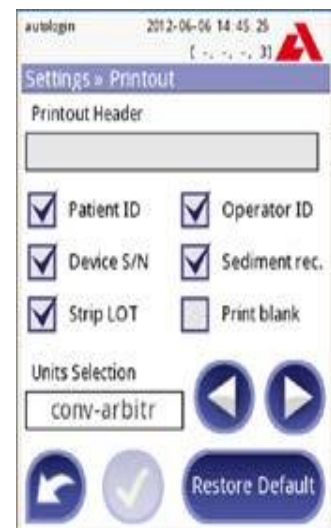 autologin 2012-06-06 14:45:25
[ -, -, -, 3]
Settings » Printout
Printout Header
Patient ID Operator ID
Device S/N Sediment rec.
Strip LOT Print blank
Units Selection
conv-arbitr
Restore Default